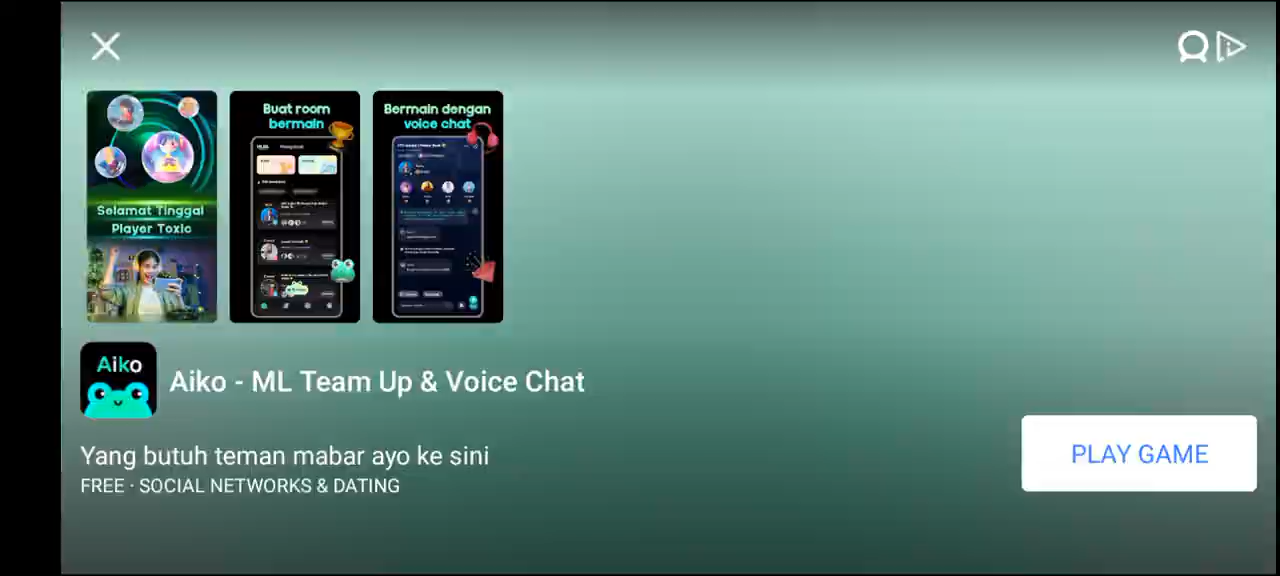 Selamat Tinggal
Player Toxic
Buat room
bermain
Bermain dengan
voice chat
Aiko
Aiko - ML Team Up & Voice Chat
Yang butuh teman mabar ayo ke sini
FREE · SOCIAL NETWORKS & DATING
PLAY GAME